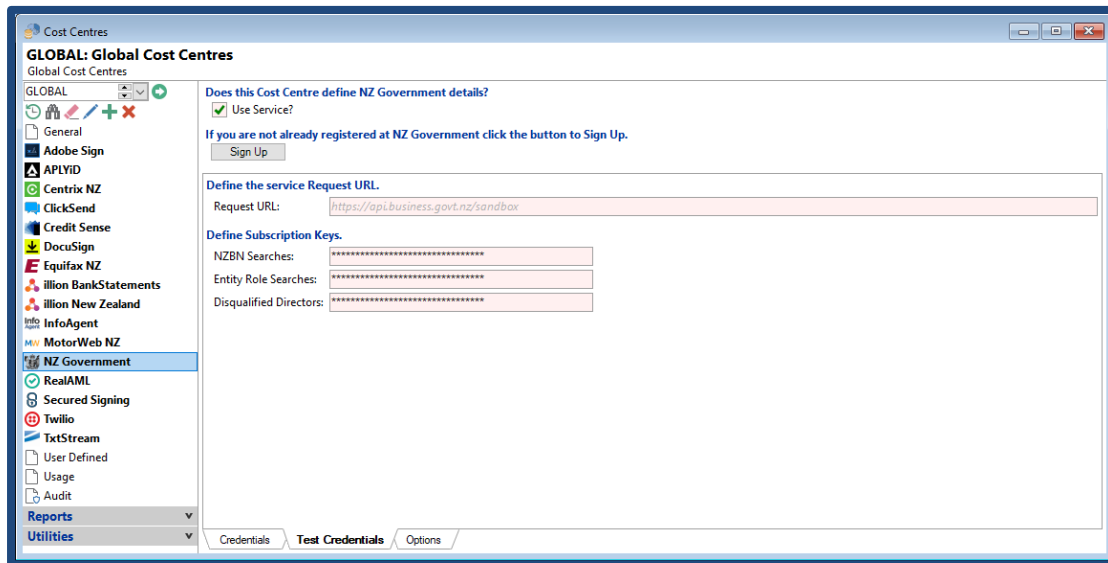 Cost Centres
GLOBAL: Global Cost Centres
Global Cost Centres
GLOBAL
General
Adobe Sign
APLYiD
Centrix NZ
ClickSend
Credit Sense
DocuSign
Equifax NZ
illion BankStatements
illion New Zealand
Info Agent InfoAgent
MW MotorWeb NZ
NZ Government
RealAML
Secured Signing
Twilio
TxtStream
User Defined
Usage
Audit
Reports
Utilities
Does this Cost Centre define NZ Government details?
Use Service?
If you are not already registered at NZ Government click the button to Sign Up.
Sign Up
Define the service Request URL.
Request URL: https://api.business.govt.nz/sandbox
Define Subscription Keys.
NZBN Searches: ********************************
Entity Role Searches: ********************************
Disqualified Directors: ********************************
Credentials Test Credentials Options